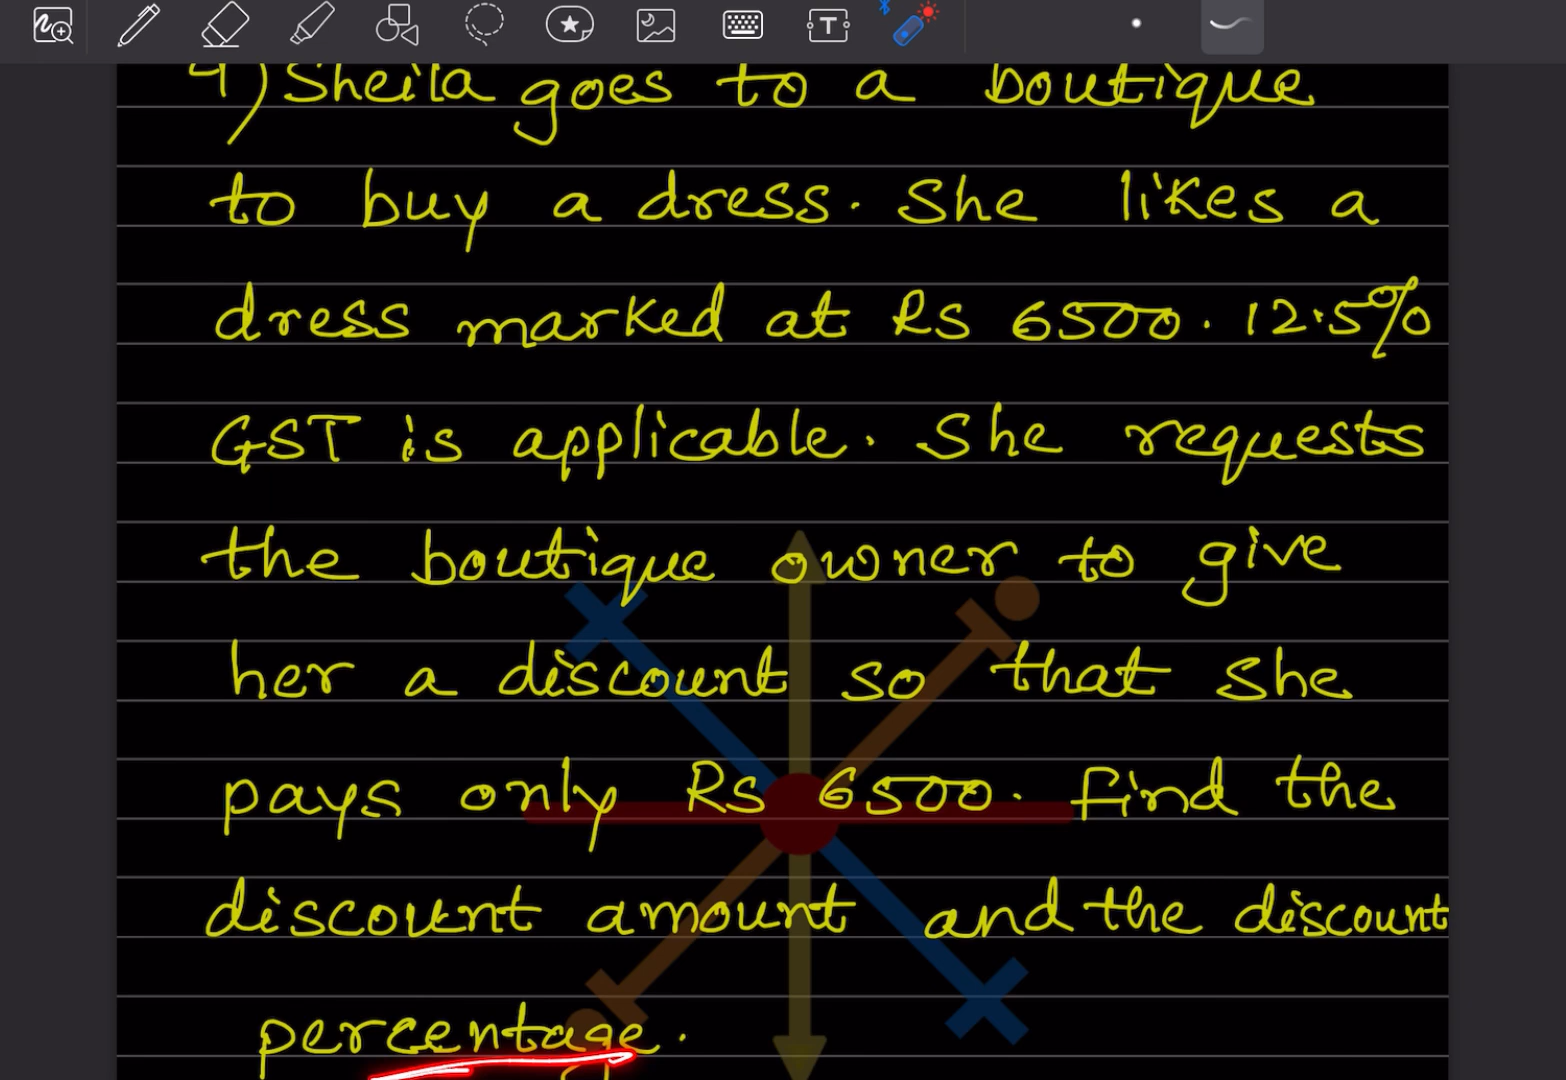 4) Sheila goes to a boutique
to buy a dress. She likes a
dress marked at Rs 6500. 12.5%
GST is applicable. She requests
the boutique owner to give
her a discount so that she
pays only Rs 6500. Find the
discount amount and the discount
percentage.